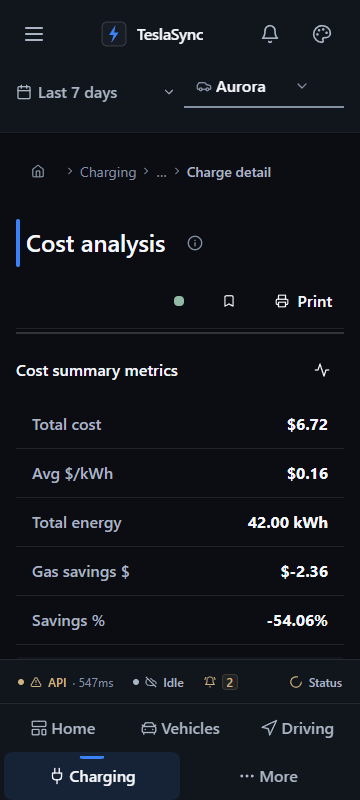 TeslaSync
Last 7 days
Aurora
Charging
...
Charge detail
Cost analysis
Print
Cost summary metrics
Total cost $6.72
Avg $/kWh $0.16
Total energy 42.00 kWh
Gas savings $ $-2.36
Savings % -54.06%
API · 547ms Idle 2 Status
Home Vehicles Driving
Charging More